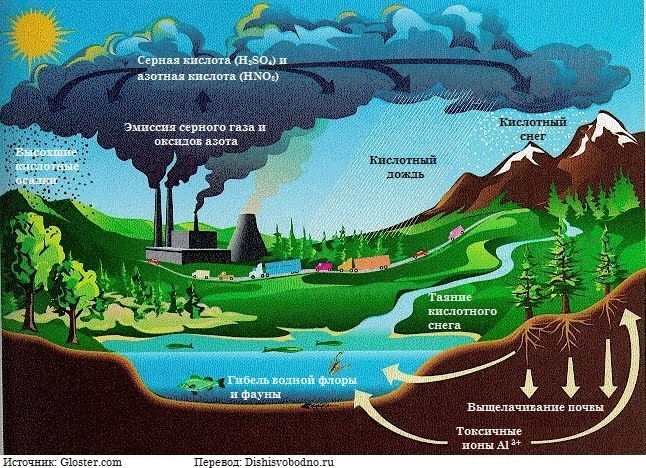 Серная кислота (H₂SO₄) и
азотная кислота (HNO₃)
Эмиссия серного газа и
оксидов азота
Высохшие
кислотные
осадки
Кислотный
дождь
Кислотный
снег
Таяние
кислотного
снега
Гибель водной флоры
и фауны
Выщелачивание почвы
Токсичные
ионы Al³⁺
Источник: Gloster.com
Перевод: Dishisvobodno.ru